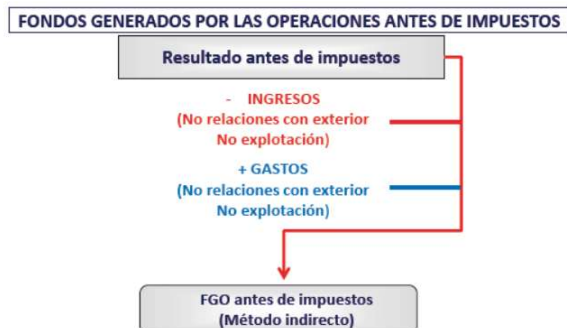 FONDOS GENERADOS POR LAS OPERACIONES ANTES DE IMPUESTOS
Resultado antes de impuestos
- INGRESOS
(No relaciones con exterior
No explotación)
+ GASTOS
(No relaciones con exterior
No explotación)
FGO antes de impuestos
(Método indirecto)